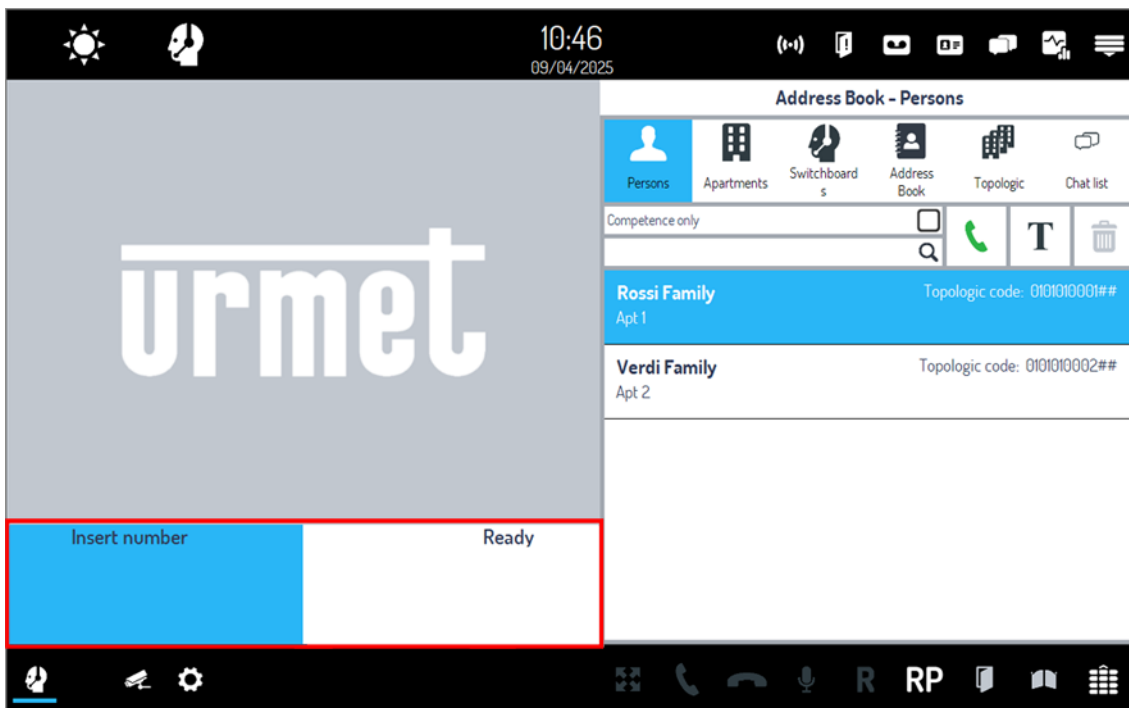 10:46
09/04/2025
Address Book - Persons
Persons
Apartments
Switchboard
s
Address
Book
Topologic
Chat list
Competence only
T
urmet
Rossi Family
Topologic code: 0101010001##
Apt 1
Verdi Family
Topologic code: 0101010002##
Apt 2
Insert number
Ready
R
RP